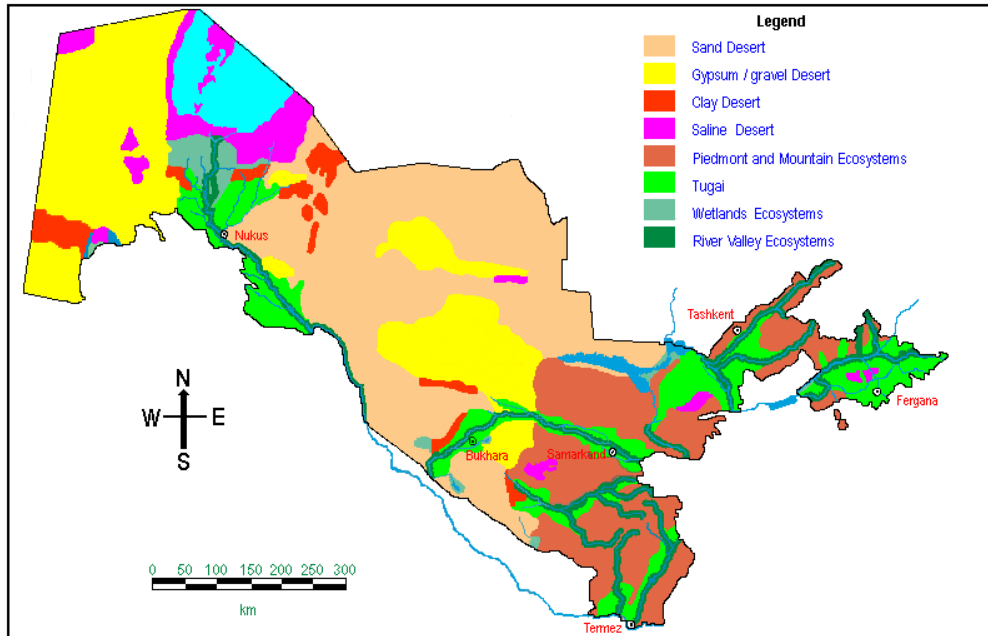 Legend
Sand Desert
Gypsum / gravel Desert
Clay Desert
Saline Desert
Piedmont and Mountain Ecosystems
Tugai
Wetlands Ecosystems
River Valley Ecosystems
Nukus
Tashkent
Fergana
Bukhara
Samarkand
Termez
N
W E
S
0 50 100 150 200 250 300
km